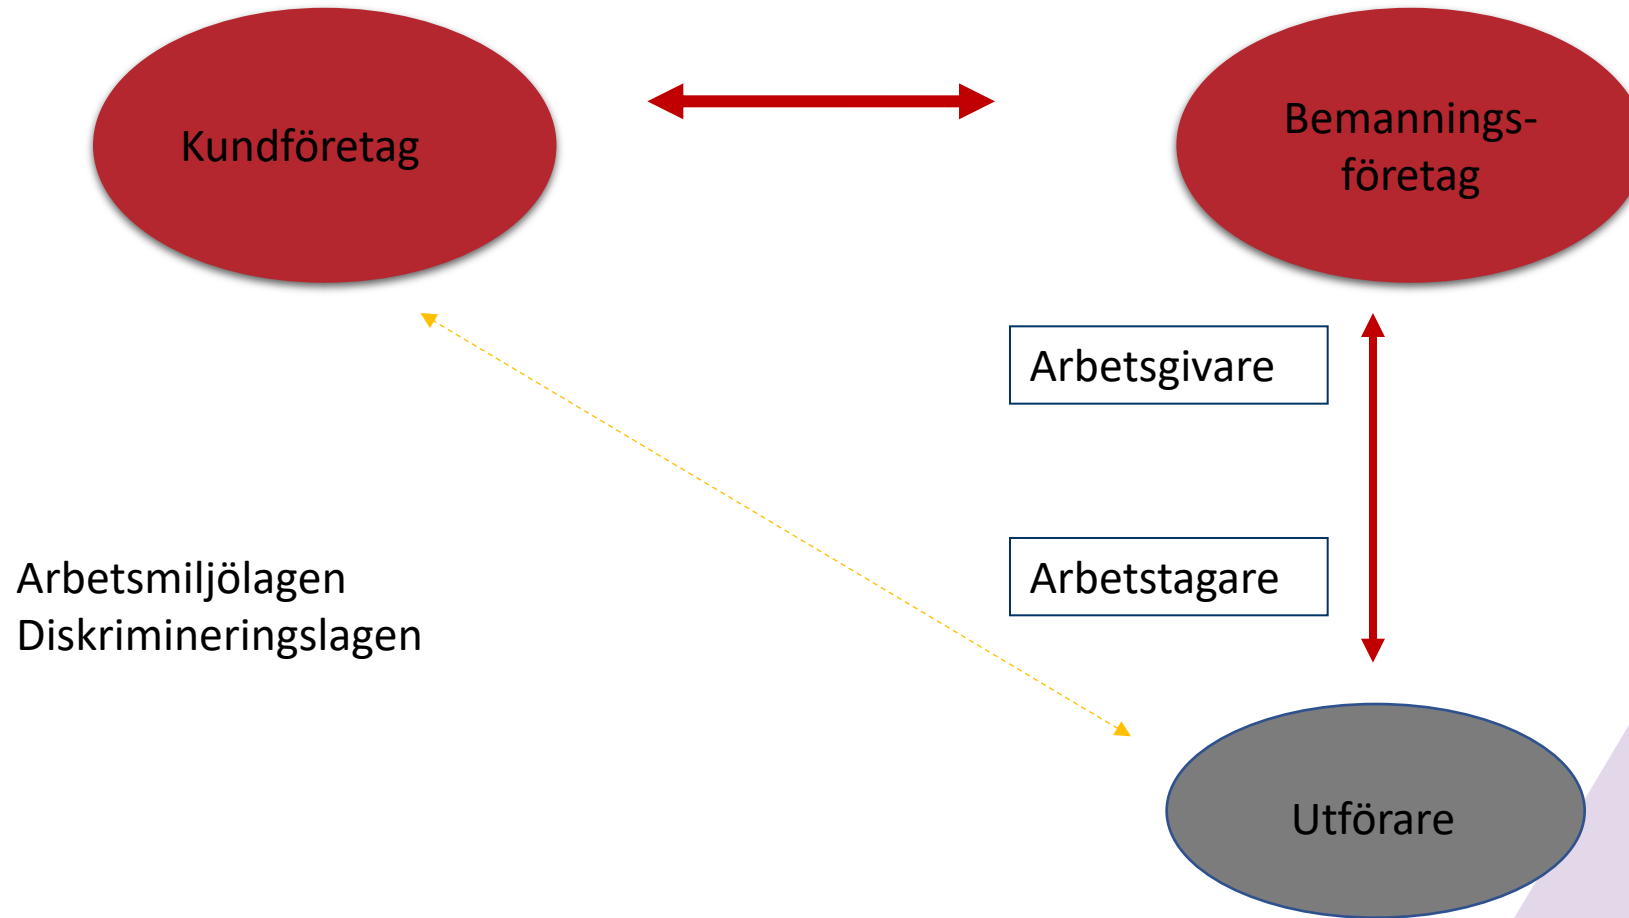 Kundföretag
Bemannings-
företag
Arbetsgivare
Arbetstagare
Arbetsmiljölagen
Diskrimineringslagen
Utförare